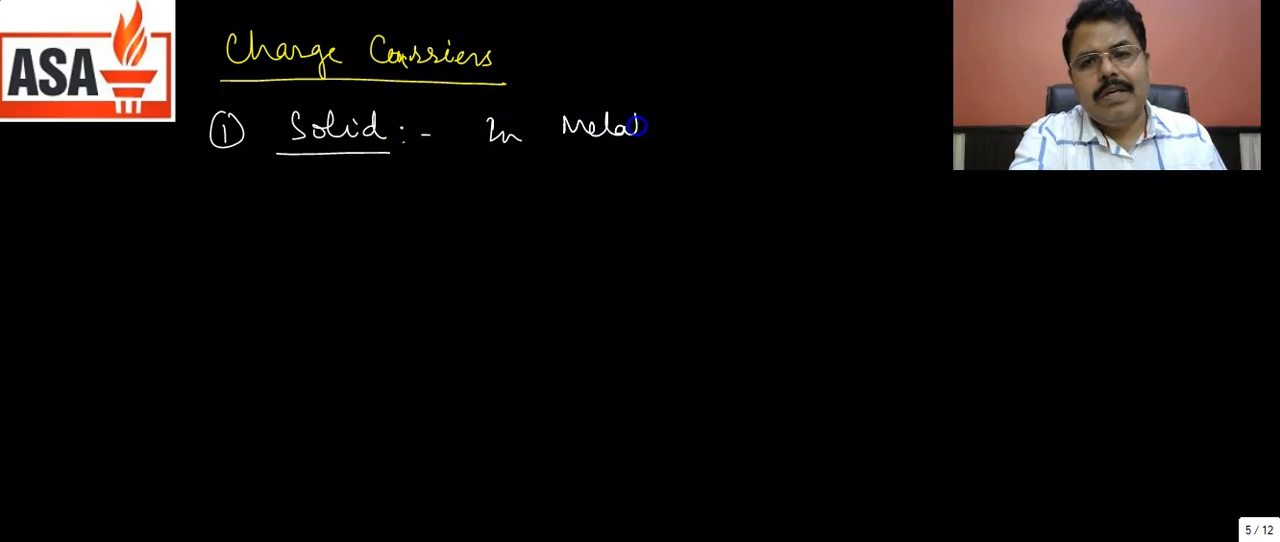 ASA
Charge Carriers
① Solid :- In Metal
5 / 12